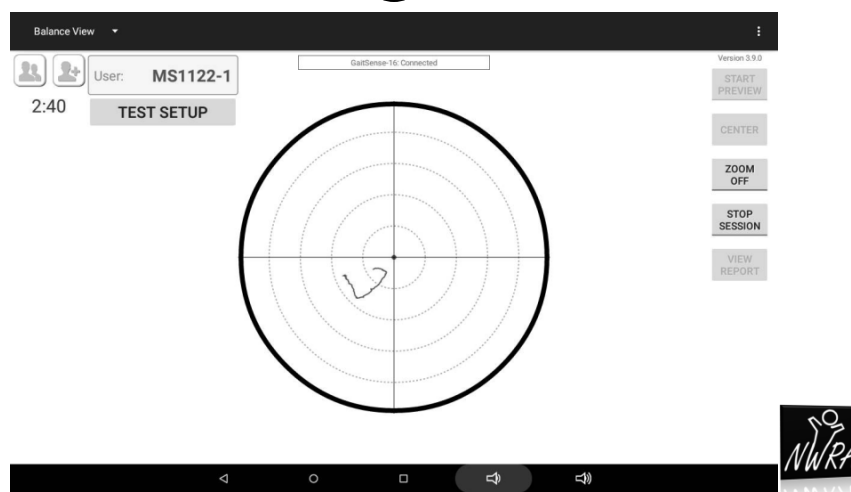 Balance View
User: MS1122-1
GaitSense-16: Connected
Version 3.9.0
2:40
TEST SETUP
START
PREVIEW
CENTER
ZOOM
OFF
STOP
SESSION
VIEW
REPORT